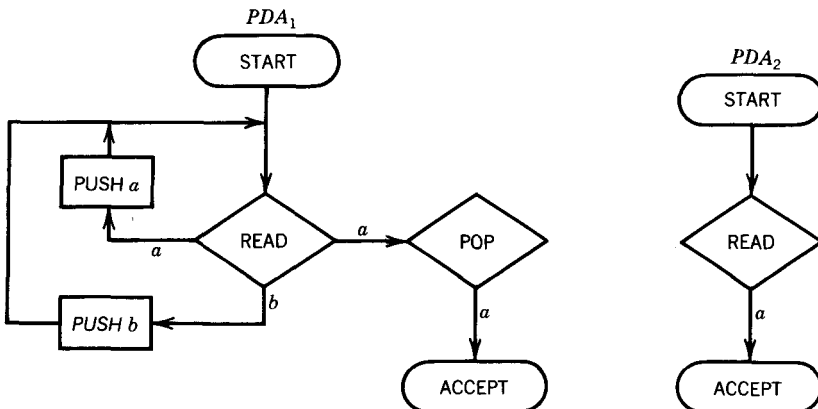 PDA₁
START
PUSH a
a
READ
a
POP
b
PUSH b
a
ACCEPT
PDA₂
START
READ
a
ACCEPT